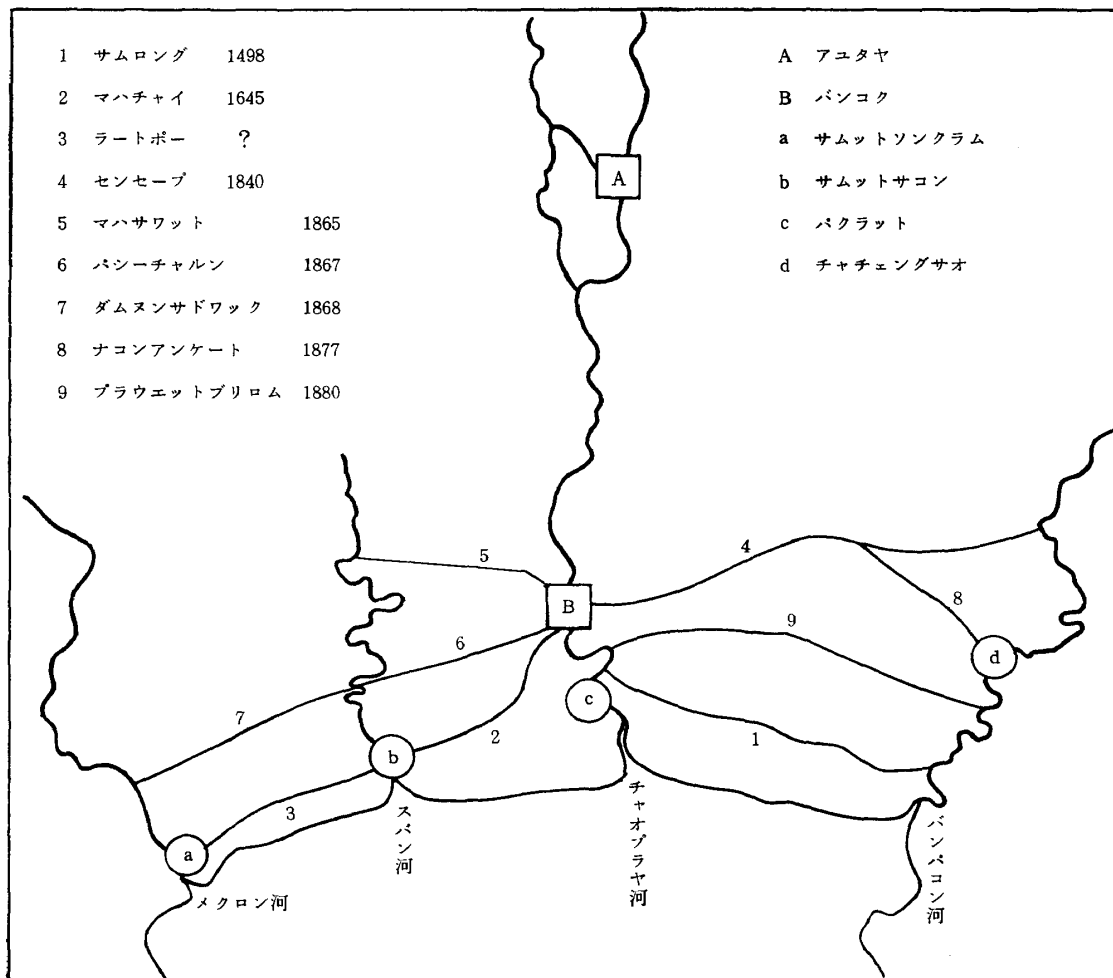 1 サムロング 1498
2 マハチャイ 1645
3 ラートポー ?
4 センセーブ 1840
5 マハサワット 1865
6 パシーチャルン 1867
7 ダムヌンサドワック 1868
8 ナコンアンケート 1877
9 プラウエットブリロム 1880
A アユタヤ
B バンコク
a サムットソンクラム
b サムットサコン
c パクラット
d チャチェングサオ
A
5
4
B
8
6
9
d
7
c
2
1
b
3
a
メクロン河
スパン河
チャオプラヤ河
バンパコン河